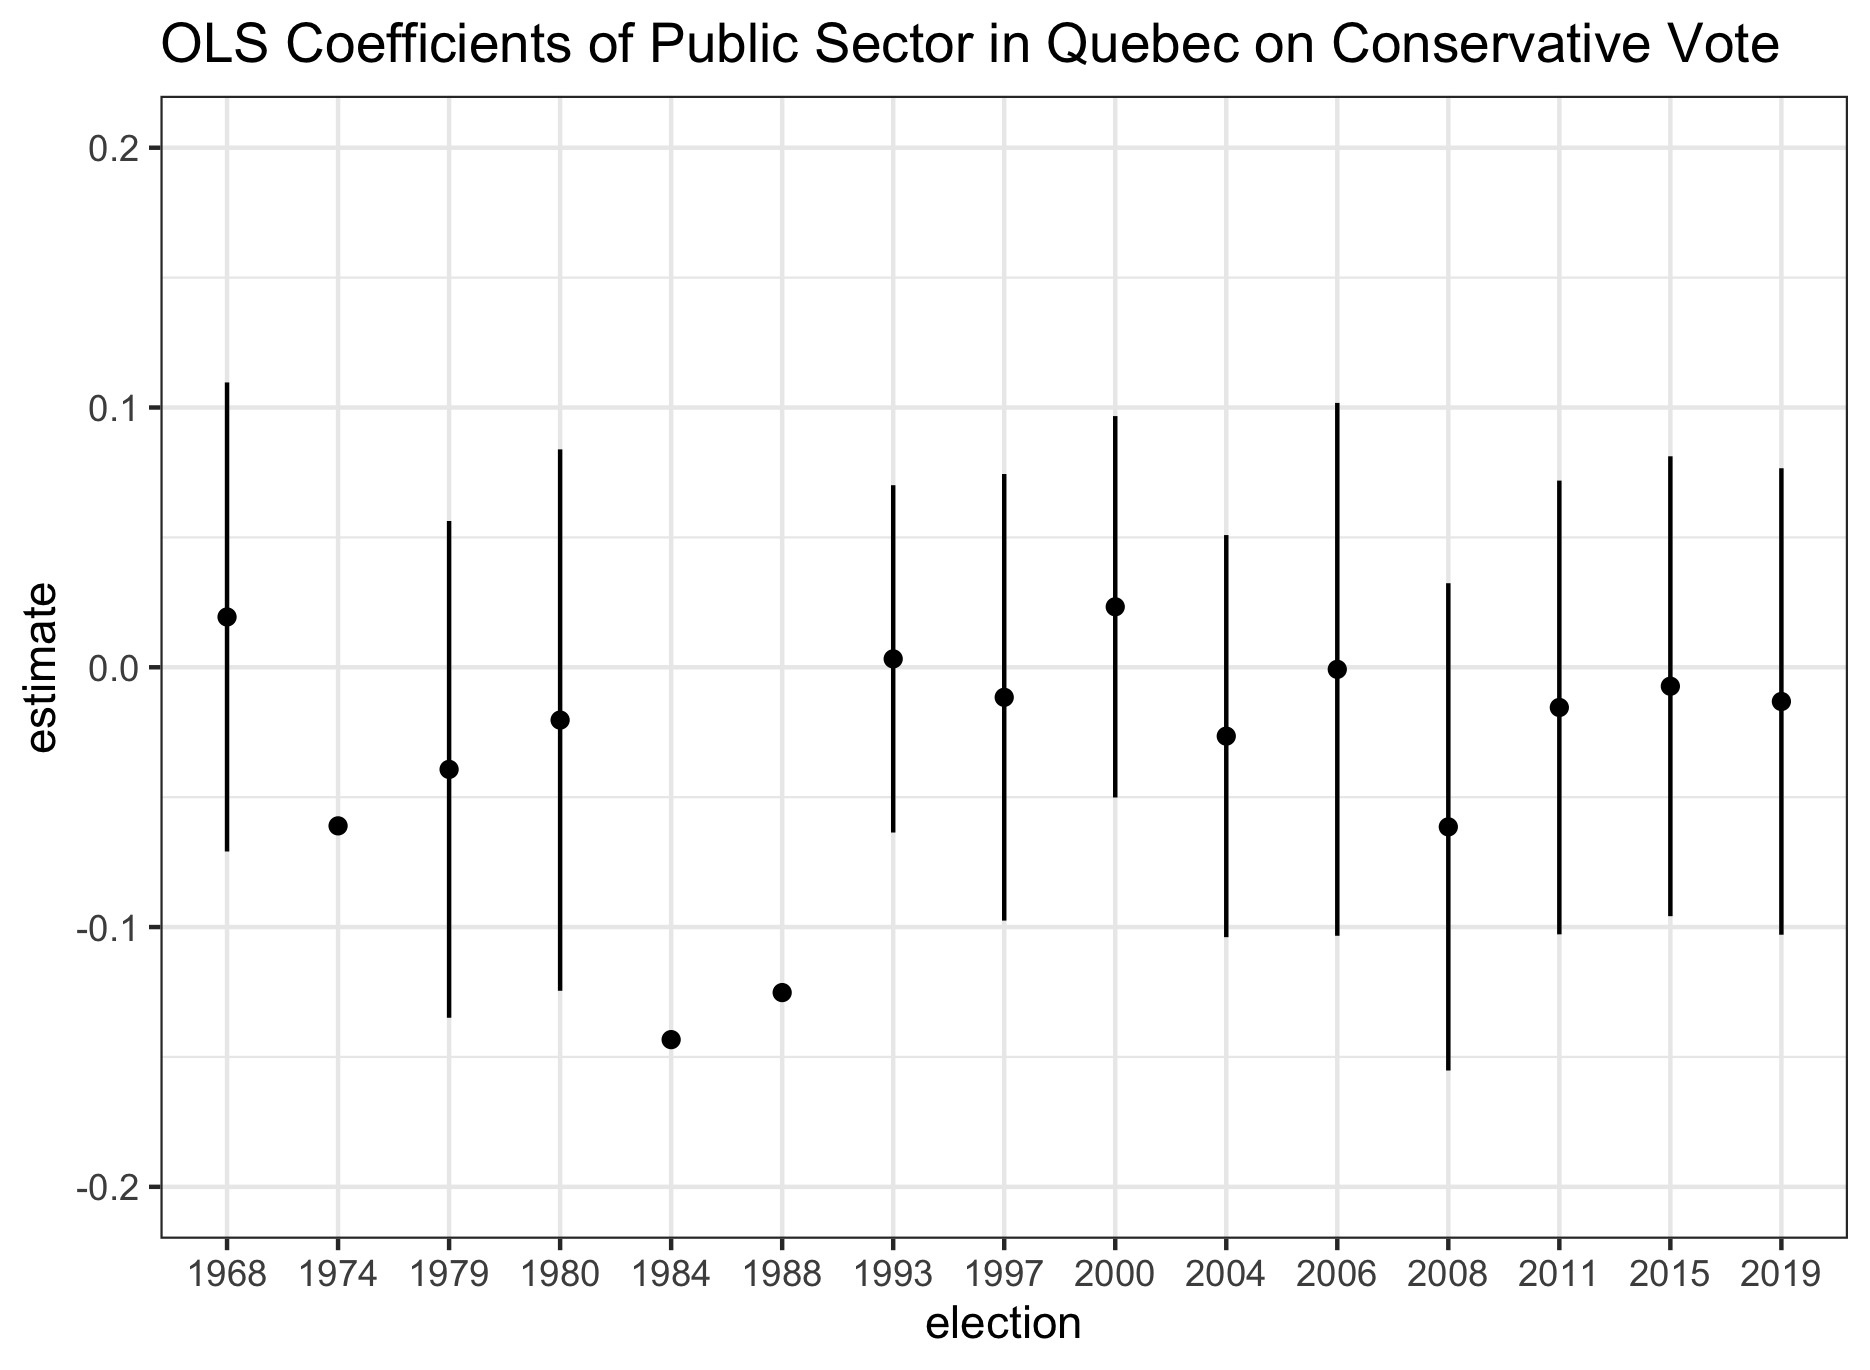 OLS Coefficients of Public Sector in Quebec on Conservative Vote
estimate
0.2
0.1
0.0
-0.1
-0.2
1968 1974 1979 1980 1984 1988 1993 1997 2000 2004 2006 2008 2011 2015 2019
election